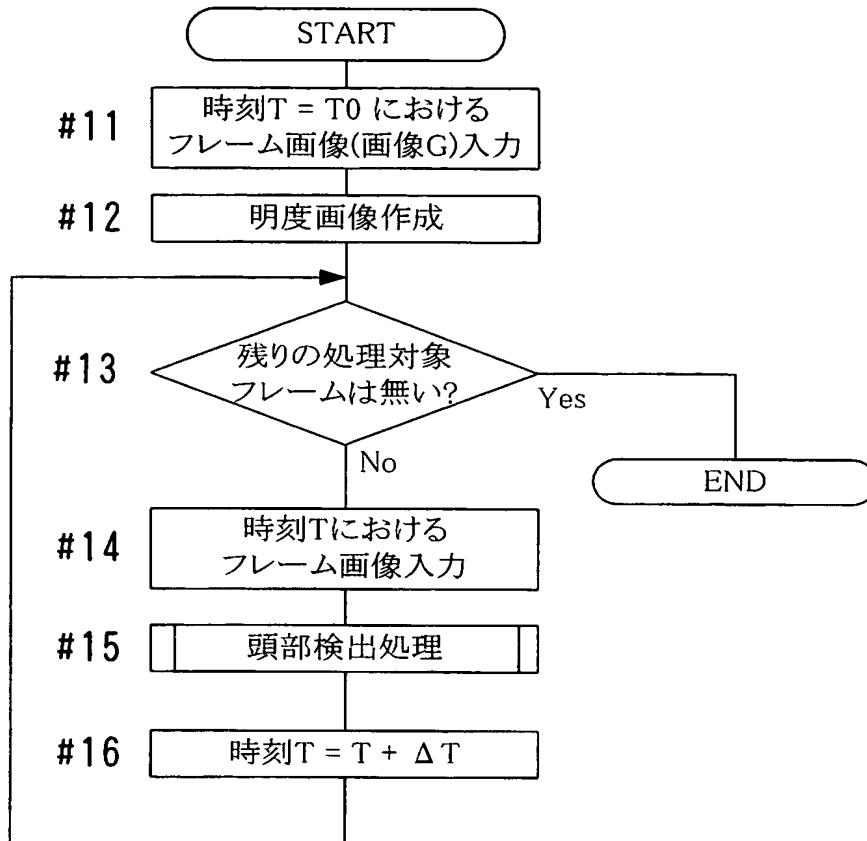 START
#11
時刻T = T0 における
フレーム画像(画像G)入力
#12
明度画像作成
#13
残りの処理対象
フレームは無い?
Yes
No
END
#14
時刻Tにおける
フレーム画像入力
#15
頭部検出処理
#16
時刻T = T + ΔT